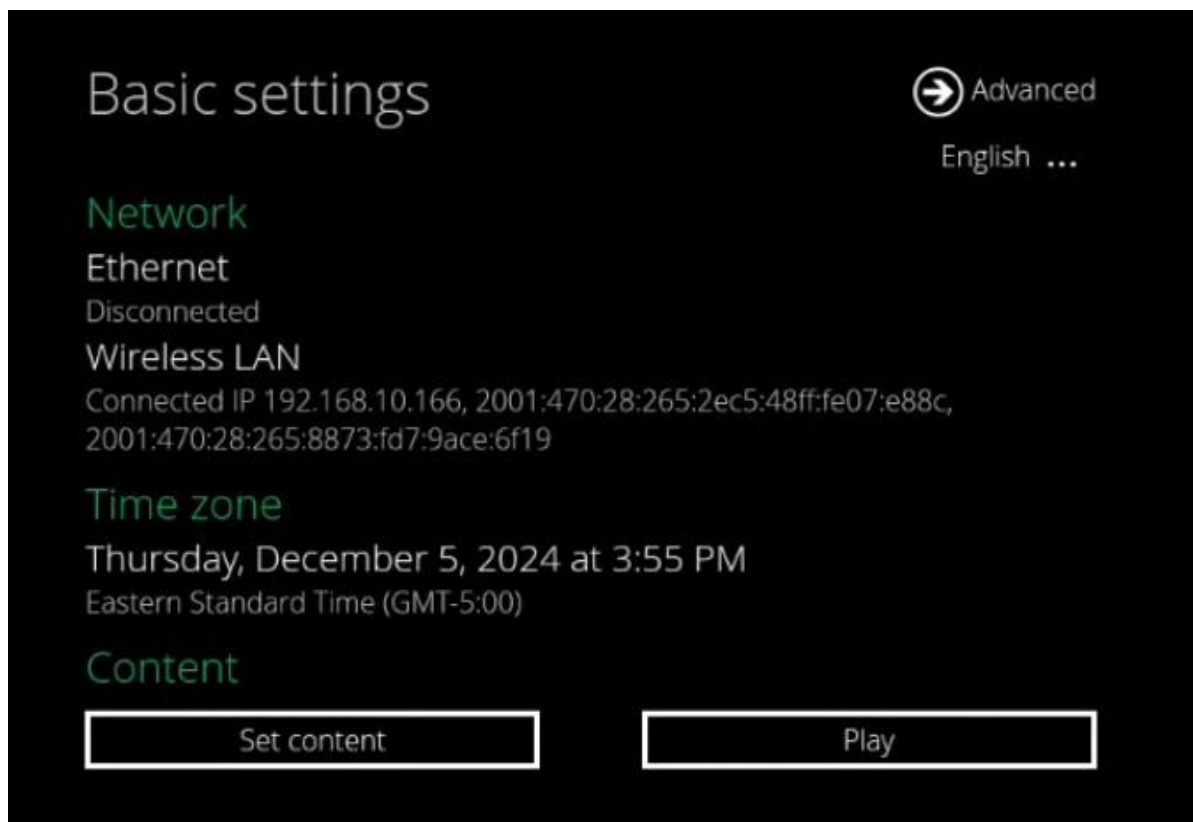 Basic settings
Advanced
English ...
Network
Ethernet
Disconnected
Wireless LAN
Connected IP 192.168.10.166, 2001:470:28:265:2ec5:48ff:fe07:e88c,
2001:470:28:265:8873:fd7:9ace:6f19
Time zone
Thursday, December 5, 2024 at 3:55 PM
Eastern Standard Time (GMT-5:00)
Content
Set content
Play